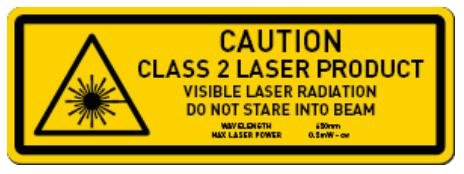 CAUTION
CLASS 2 LASER PRODUCT
VISIBLE LASER RADIATION
DO NOT STARE INTO BEAM
WAVELENGTH 650nm
MAX LASER POWER 0.5mW - cw